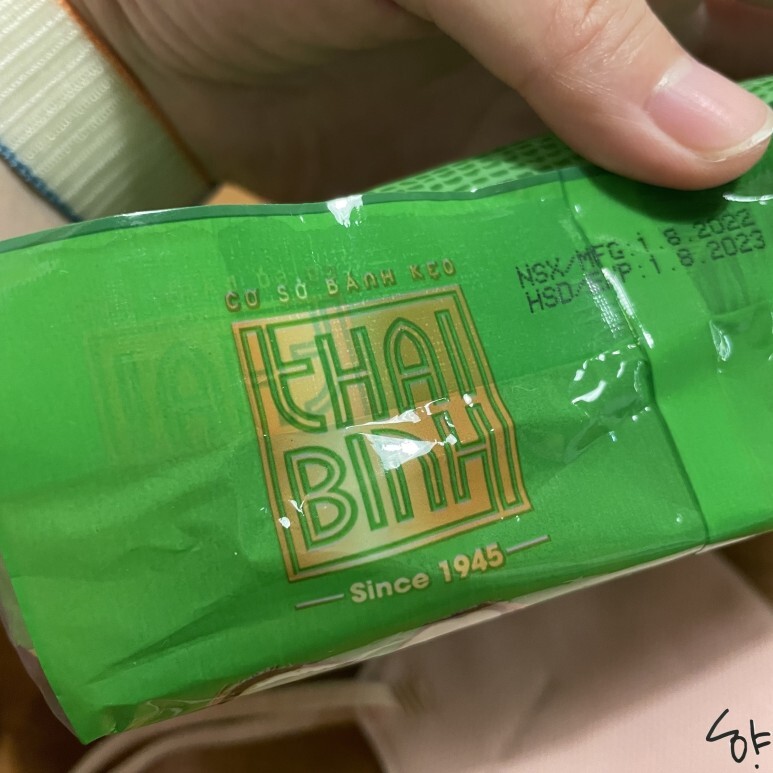 NSX/MFG:1.8.2022
HSD/EXP:1.8.2023
CƠ SỞ BÁNH KẸO
THAI
BINH
Since 1945